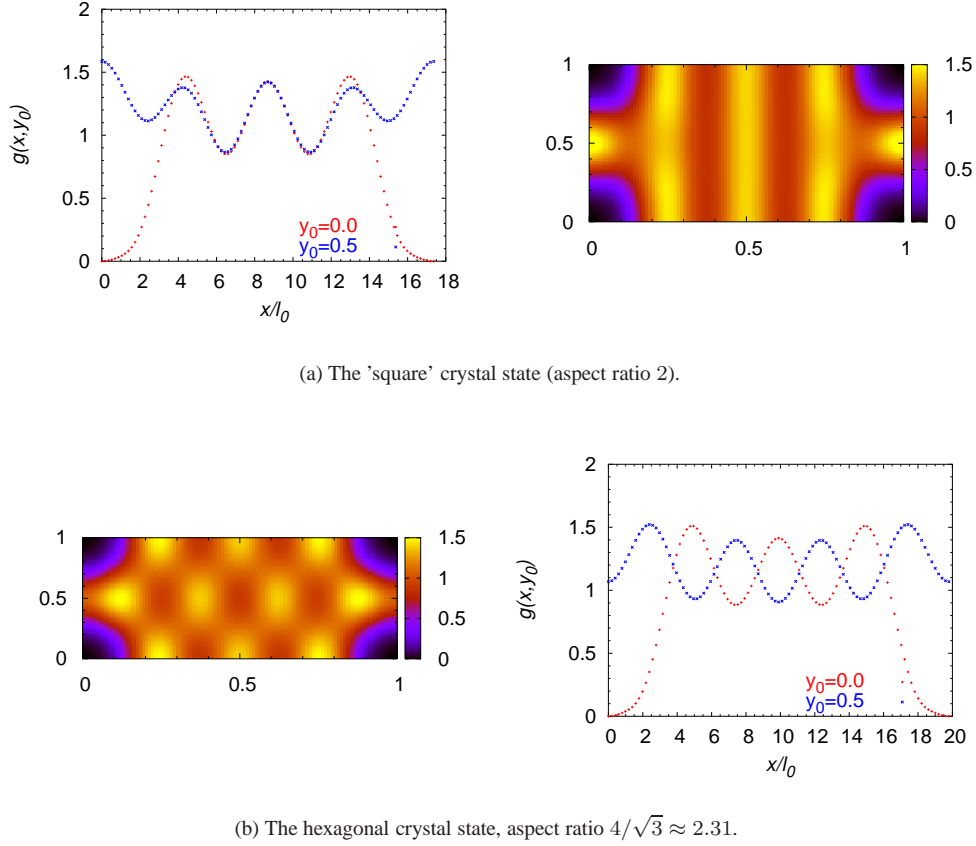 g(x,y0)
2
1.5
1
0.5
0
y0=0.0
y0=0.5
0 2 4 6 8 10 12 14 16 18
x/l0
1
0.5
0
0 0.5 1
1.5
1
0.5
0
(a) The 'square' crystal state (aspect ratio 2).
1
0.5
0
0 0.5 1
1.5
1
0.5
0
g(x,y0)
2
1.5
1
0.5
0
y0=0.0
y0=0.5
0 2 4 6 8 10 12 14 16 18 20
x/l0
(b) The hexagonal crystal state, aspect ratio 4/√3 ≈ 2.31.